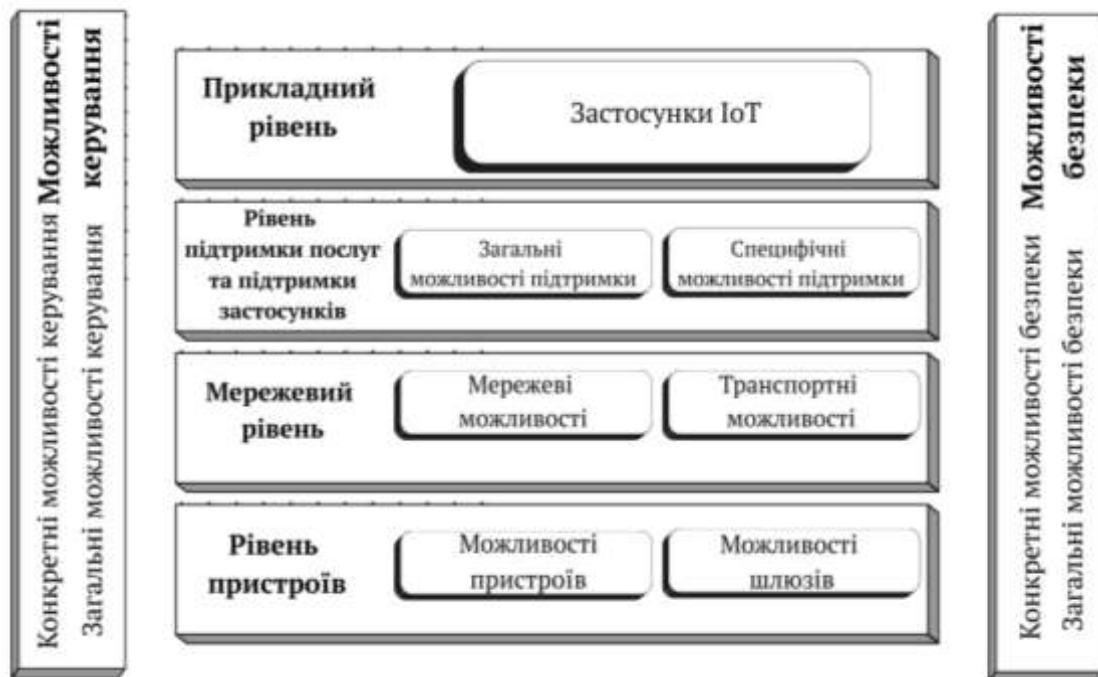 Можливості
керування
Конкретні можливості керування
Загальні можливості керування
Прикладний
рівень
Застосунки IoT
Рівень
підтримки послуг
та підтримки
застосунків
Загальні
можливості підтримки
Специфічні
можливості підтримки
Мережевий
рівень
Мережеві
можливості
Транспортні
можливості
Рівень
пристроїв
Можливості
пристроїв
Можливості
шлюзів
Можливості
безпеки
Конкретні можливості безпеки
Загальні можливості безпеки